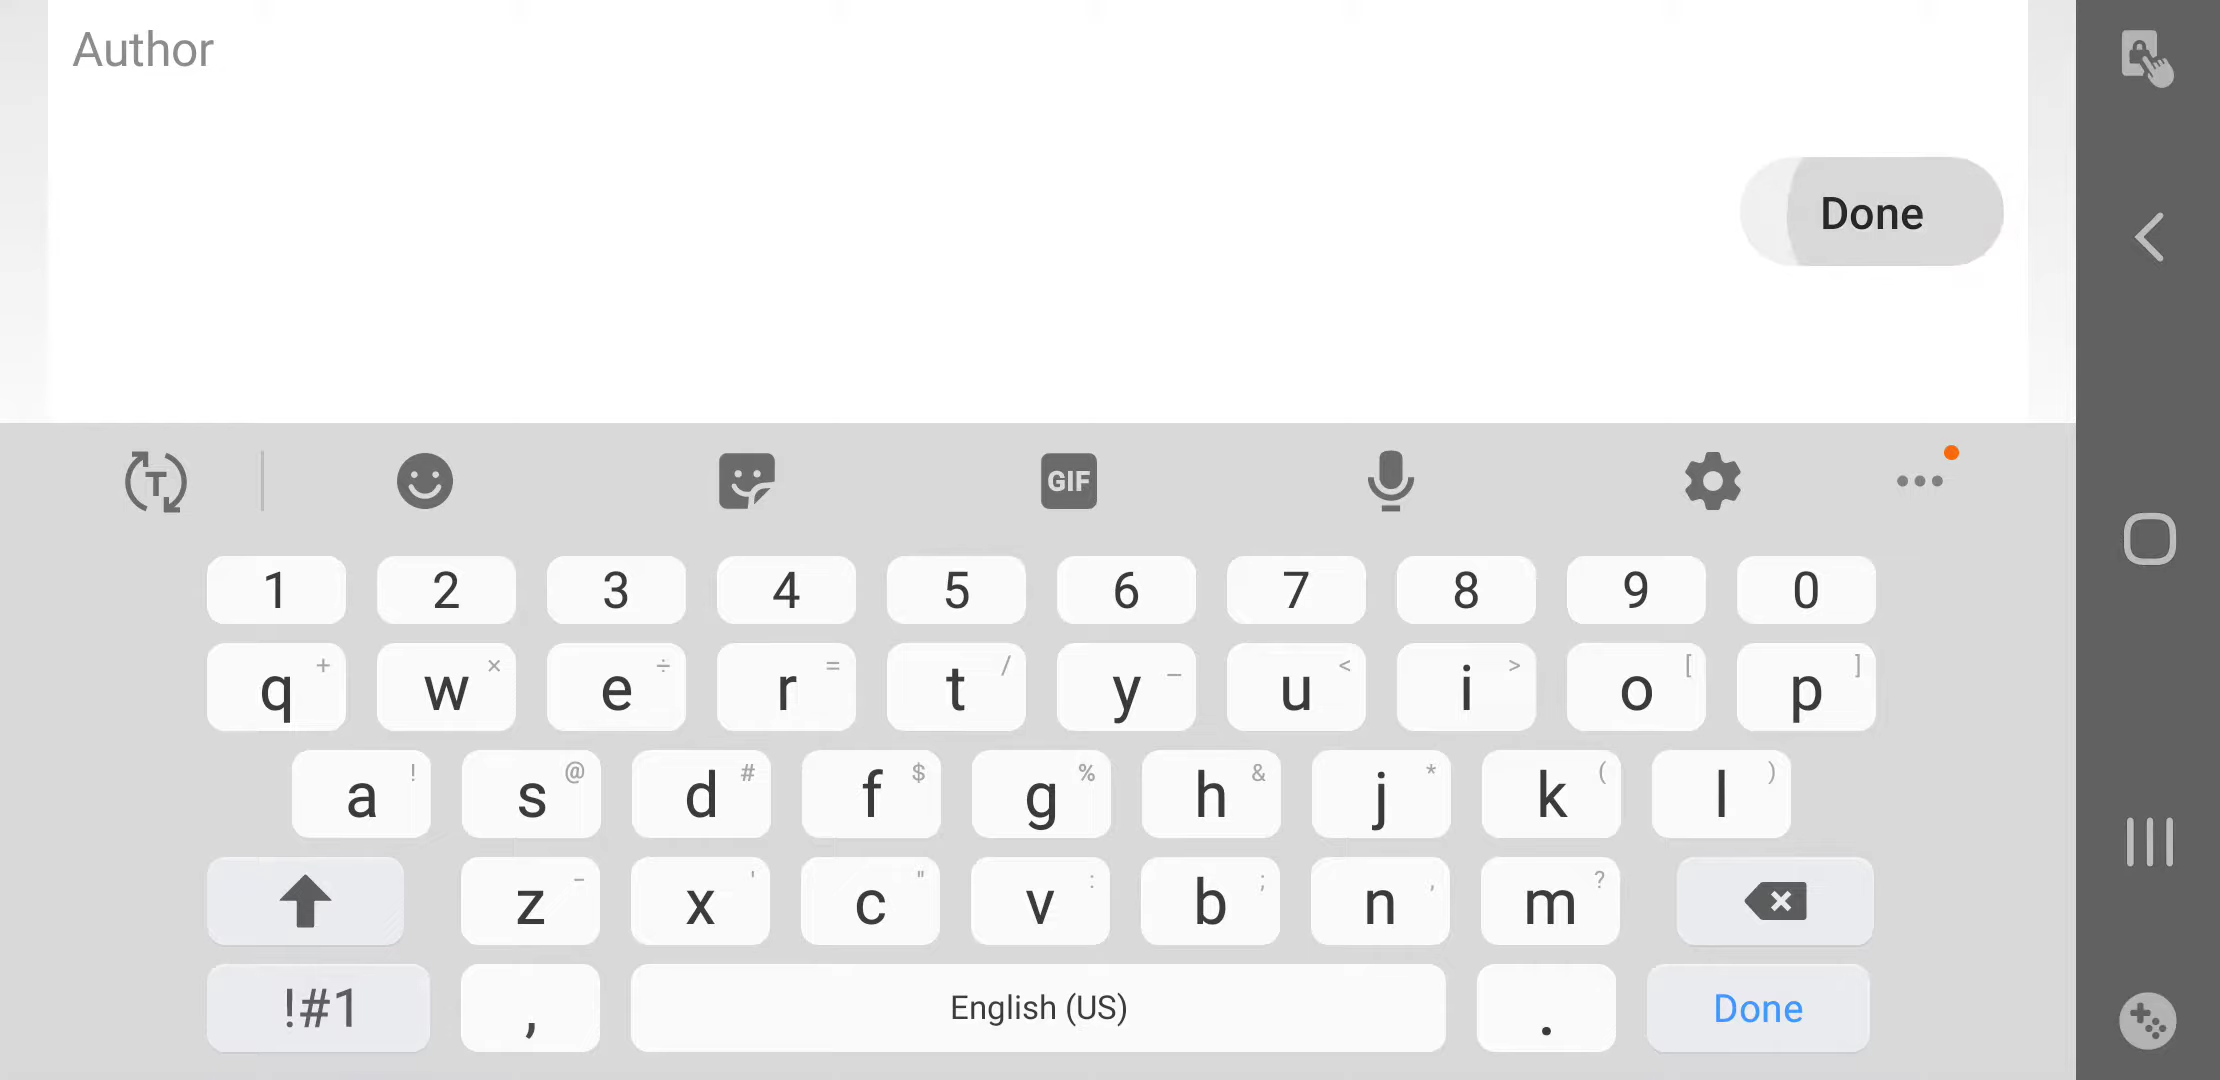 Author
Done
T
GIF
1 2 3 4 5 6 7 8 9 0
q + w × e ÷ r = t / y _ u < i > o [ p ]
a ! s @ d # f $ g % h & j * k ( l )
z - x ' c " v : b ; n , m ?
!#1 , English (US) . Done